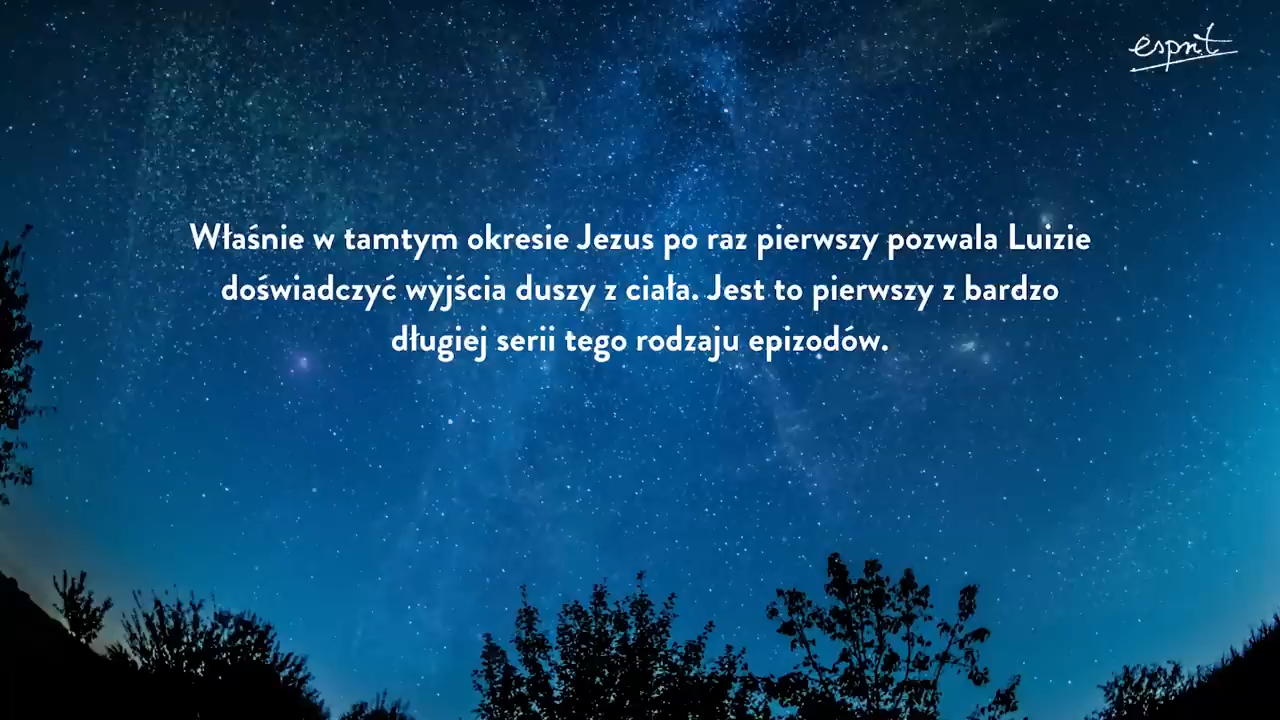 esprit
Właśnie w tamtym okresie Jezus po raz pierwszy pozwala Luizie
doświadczyć wyjścia duszy z ciała. Jest to pierwszy z bardzo
długiej serii tego rodzaju epizodów.